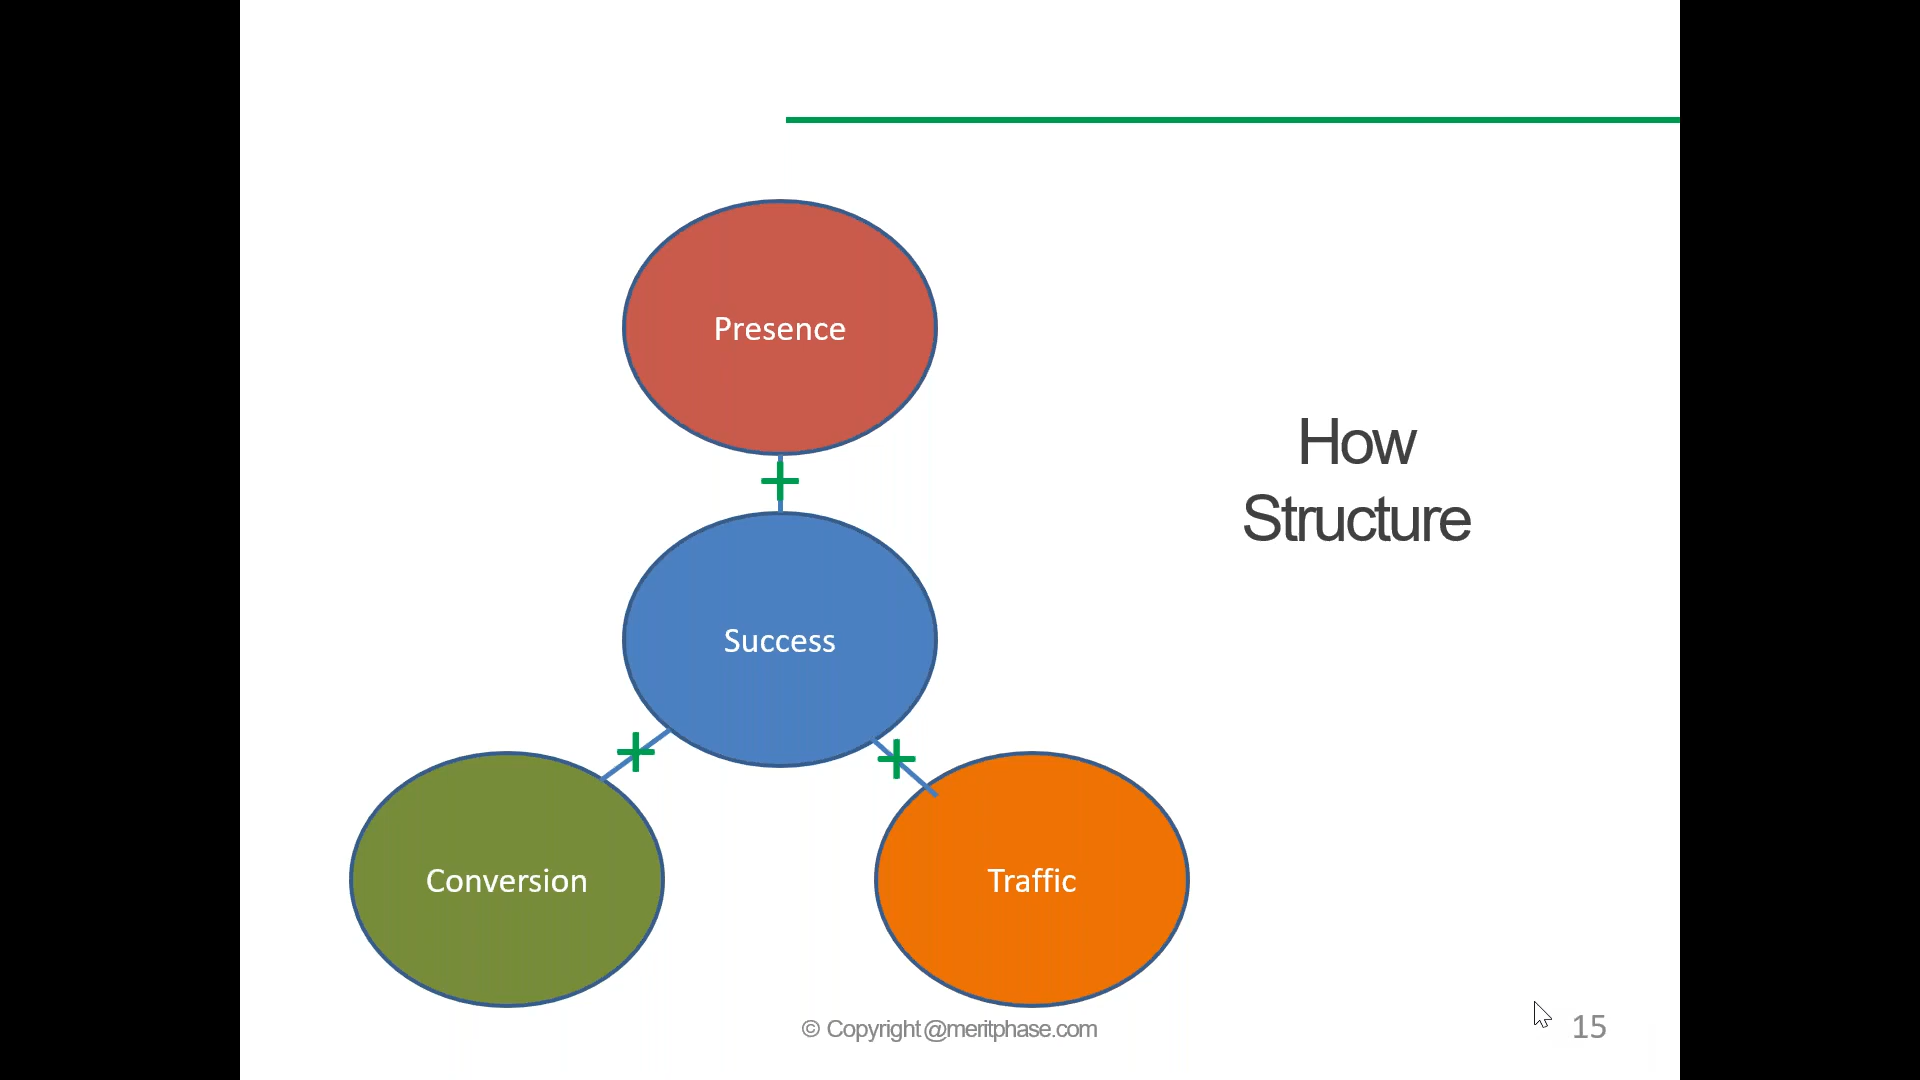 Presence
How
Structure
Success
Conversion
Traffic
© Copyright @meritphase.com
15